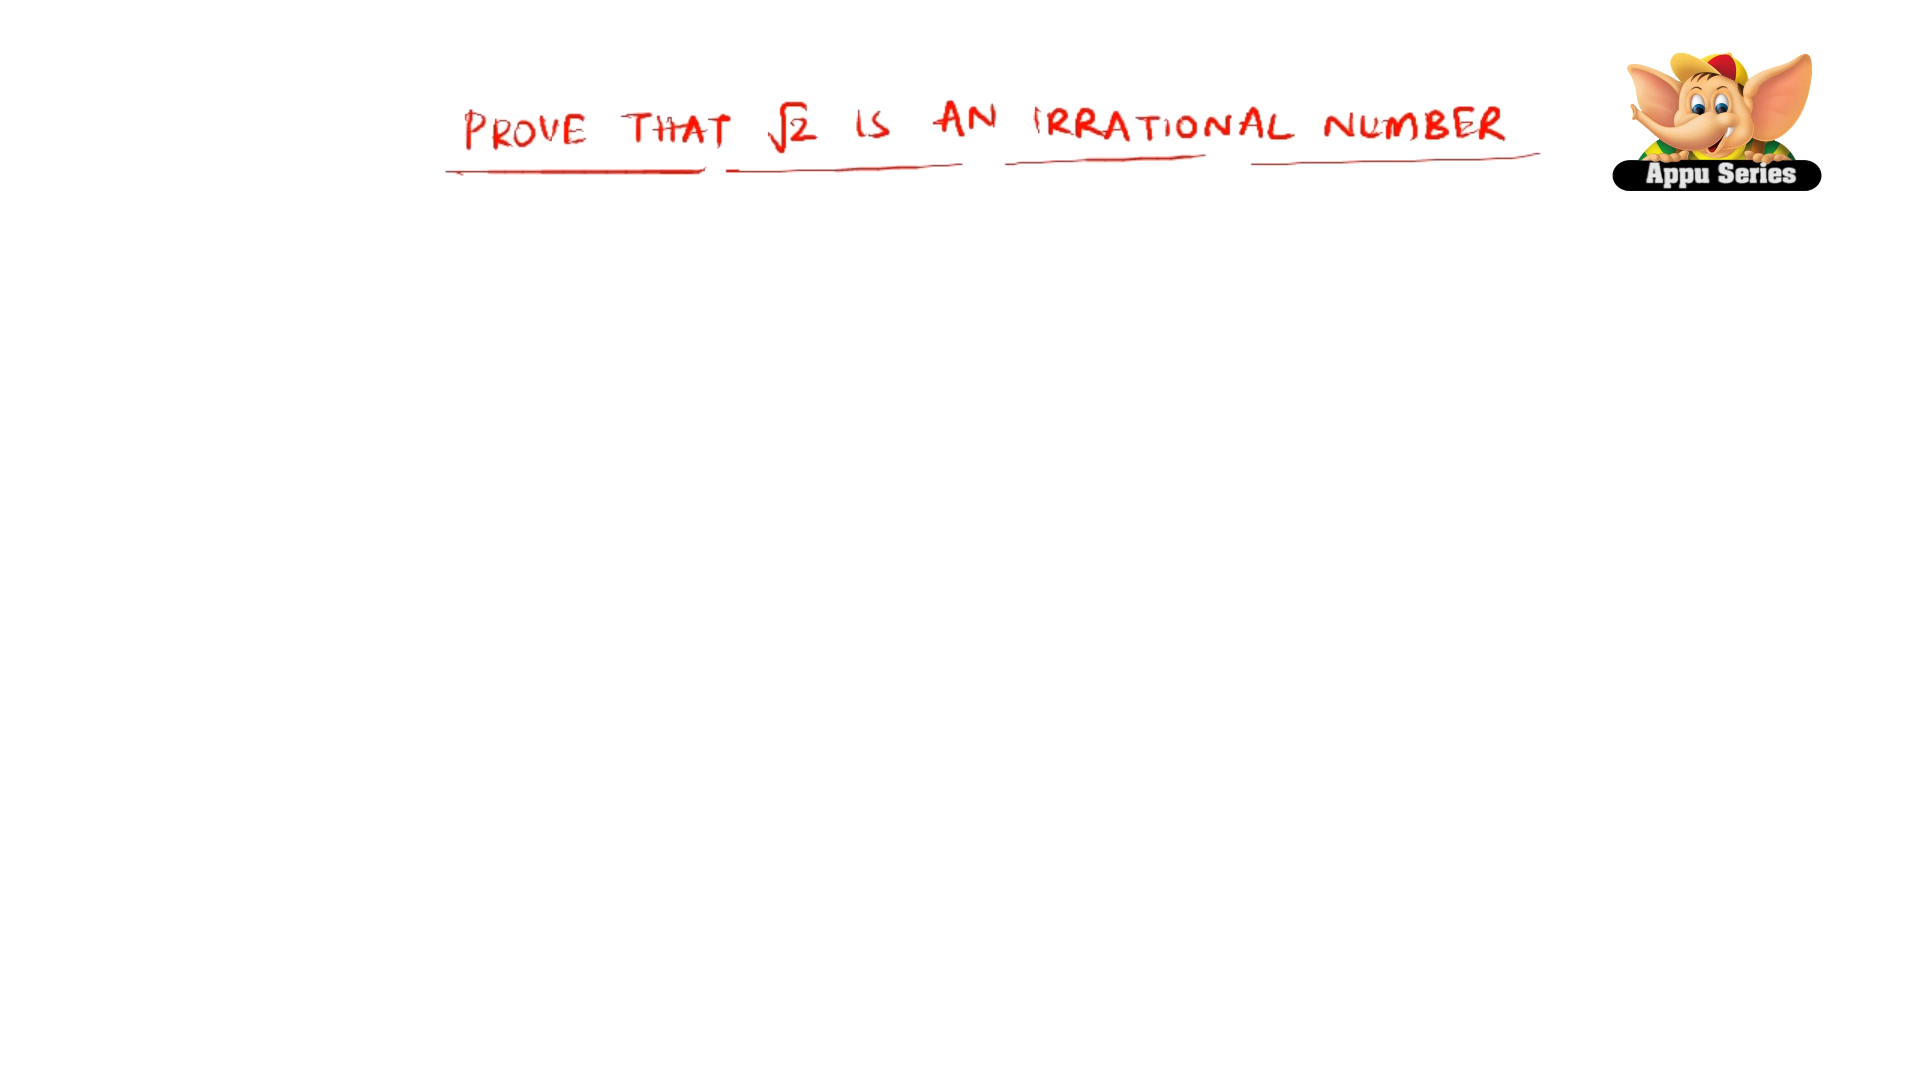 PROVE THAT √2 IS AN IRRATIONAL NUMBER
Appu Series